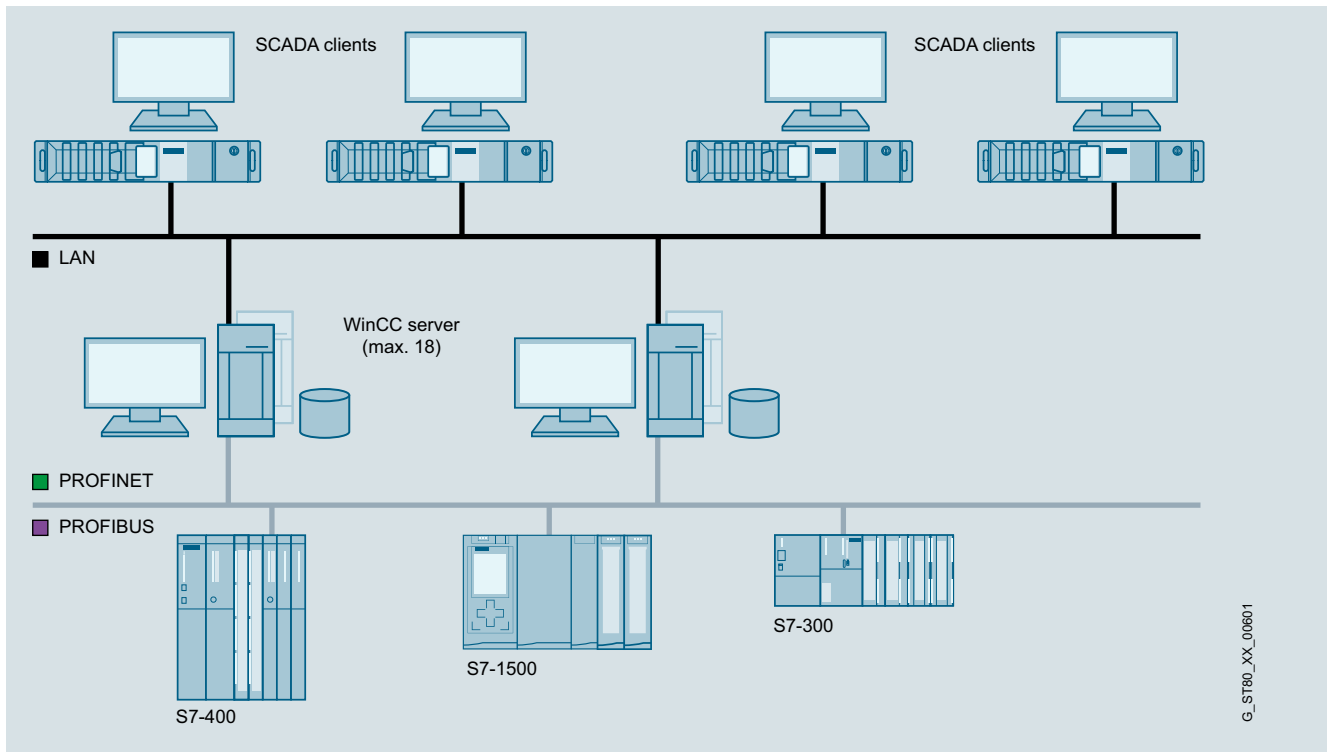 SCADA clients
SCADA clients
LAN
WinCC server
(max. 18)
PROFINET
PROFIBUS
S7-400
S7-1500
S7-300
G_ST80_XX_00601